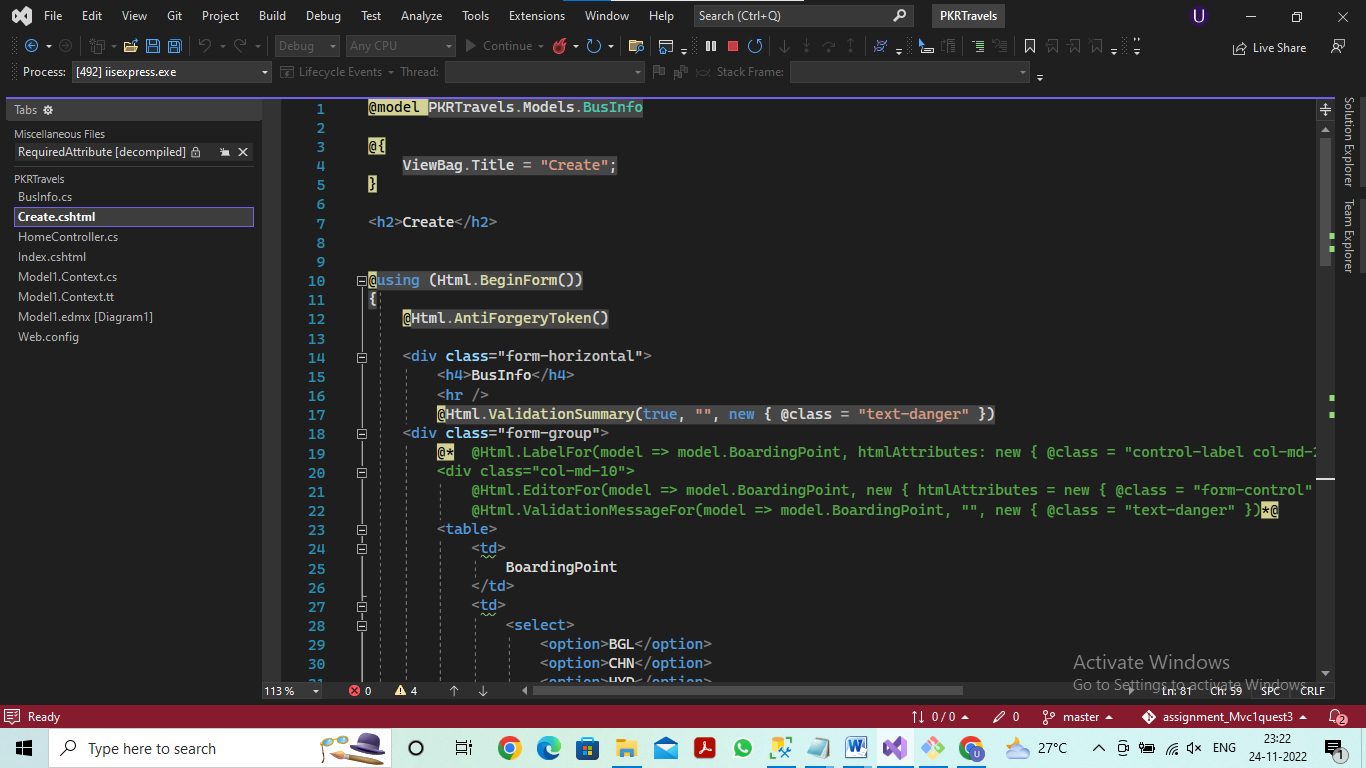 File Edit View Git Project Build Debug Test Analyze Tools Extensions Window Help Search (Ctrl+Q) PKRTravels U
Debug Any CPU Continue Live Share
Process: [492] iisexpress.exe Lifecycle Events Thread: Stack Frame:
Tabs
Miscellaneous Files
RequiredAttribute [decompiled]
PKRTravels
BusInfo.cs
Create.cshtml
HomeController.cs
Index.cshtml
Model1.Context.cs
Model1.Context.tt
Model1.edmx [Diagram1]
Web.config
1 @model PKRTravels.Models.BusInfo
2
3 @{
4 ViewBag.Title = "Create";
5 }
6
7 <h2>Create</h2>
8
9
10 @using (Html.BeginForm())
11 {
12 @Html.AntiForgeryToken()
13
14 <div class="form-horizontal">
15 <h4>BusInfo</h4>
16 <hr />
17 @Html.ValidationSummary(true, "", new { @class = "text-danger" })
18 <div class="form-group">
19 @* @Html.LabelFor(model => model.BoardingPoint, htmlAttributes: new { @class = "control-label col-md-2
20 <div class="col-md-10">
21 @Html.EditorFor(model => model.BoardingPoint, new { htmlAttributes = new { @class = "form-control"
22 @Html.ValidationMessageFor(model => model.BoardingPoint, "", new { @class = "text-danger" })*@
23 <table>
24 <td>
25 BoardingPoint
26 </td>
27 <td>
28 <select>
29 <option>BGL</option>
30 <option>CHN</option>
31 <option>HYD</option>
Solution Explorer
Team Explorer
Activate Windows
Go to Settings to activate Windows.
113 % 0 4 Ln: 81 Ch: 59 SPC CRLF
Ready 0 / 0 0 master assignment_Mvc1quest3 2
Type here to search 27°C ENG 23:22
24-11-2022 1